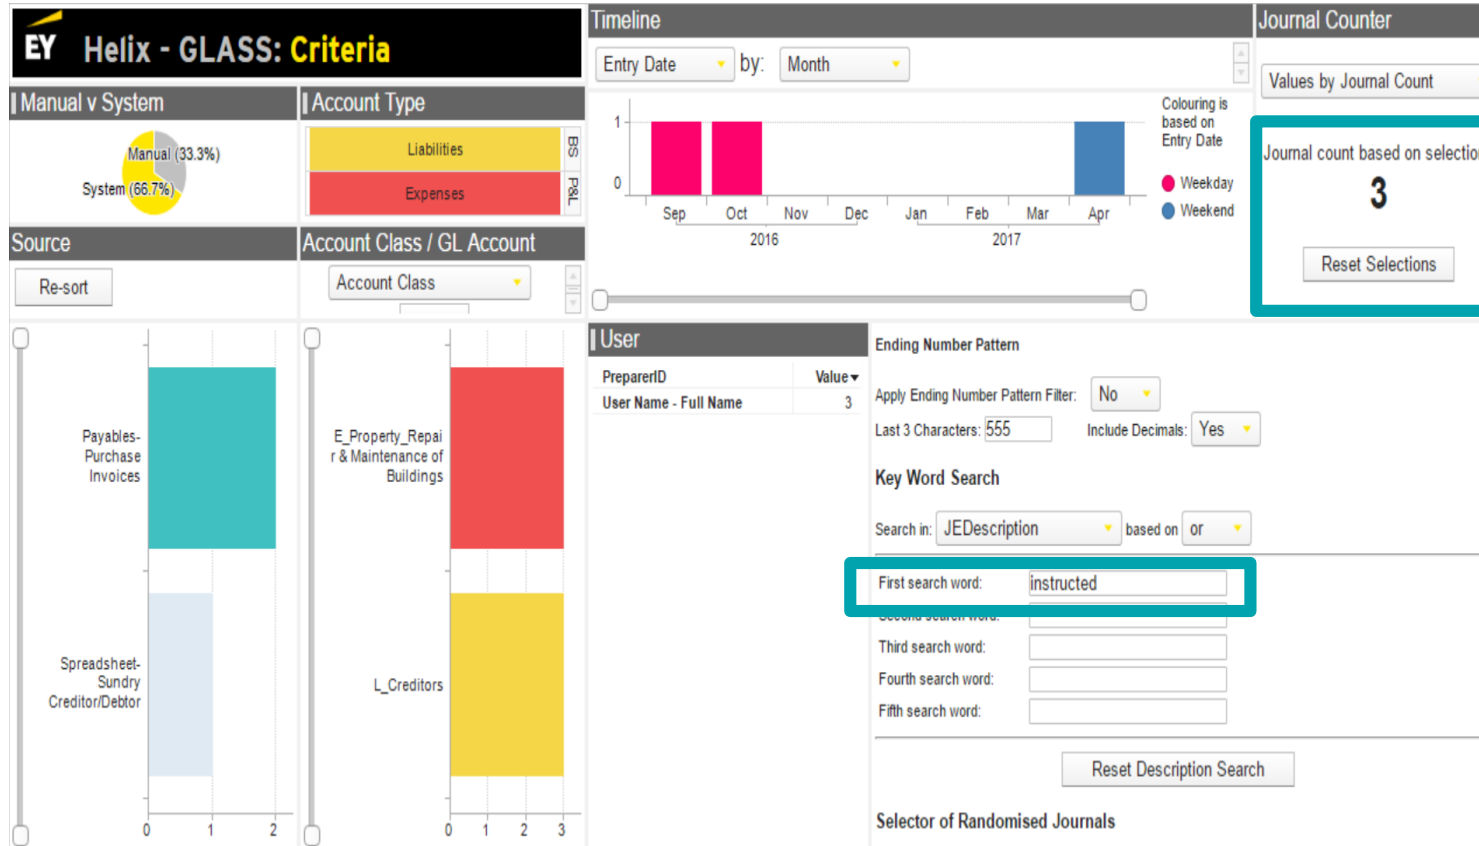 EY Helix - GLASS: Criteria
Manual v System
Manual (33.3%)
System (66.7%)
Account Type
Liabilities
BS
Expenses
P&L
Timeline
Entry Date by: Month
1
0
Sep Oct Nov Dec Jan Feb Mar Apr
2016 2017
Colouring is
based on
Entry Date
Weekday
Weekend
Journal Counter
Values by Journal Count
Journal count based on selection
3
Reset Selections
Source
Re-sort
Payables-
Purchase
Invoices
Spreadsheet-
Sundry
Creditor/Debtor
0 1 2
Account Class / GL Account
Account Class
E_Property_Repai
r & Maintenance of
Buildings
L_Creditors
0 1 2 3
User
PreparerID Value
User Name - Full Name 3
Ending Number Pattern
Apply Ending Number Pattern Filter: No
Last 3 Characters: 555 Include Decimals: Yes
Key Word Search
Search in: JEDescription based on or
First search word: instructed
Second search word:
Third search word:
Fourth search word:
Fifth search word:
Reset Description Search
Selector of Randomised Journals